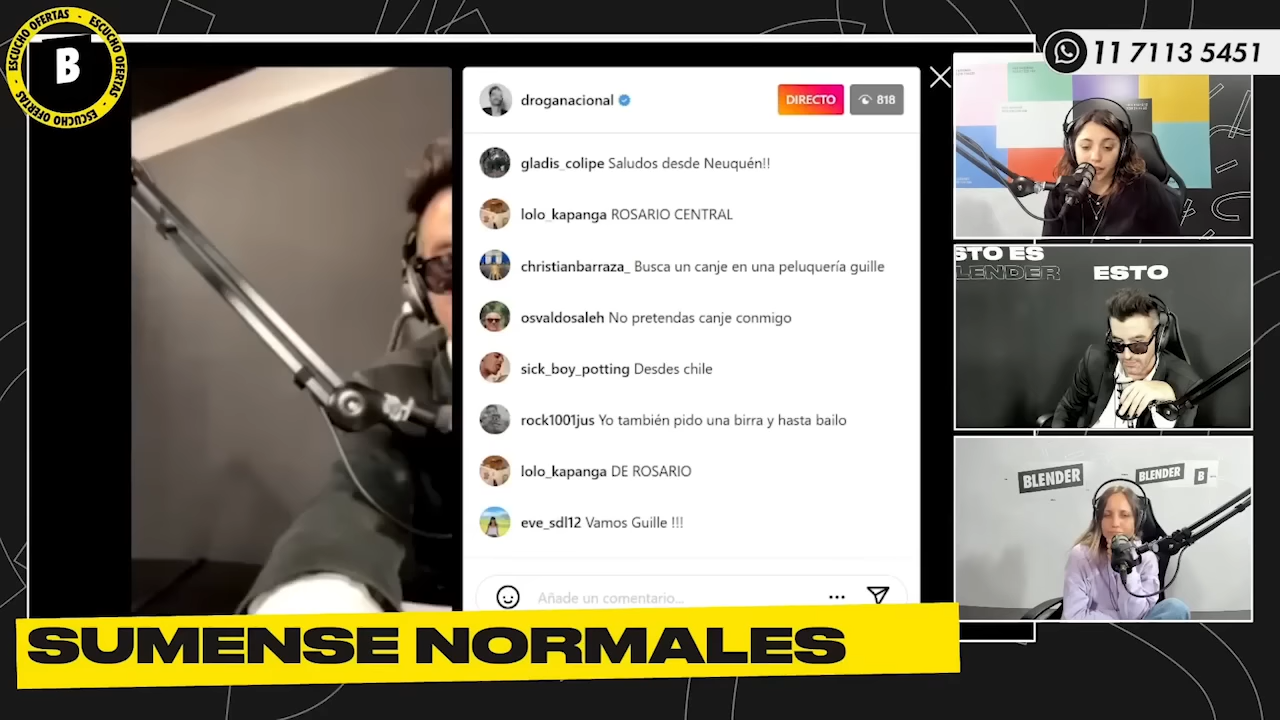 ESCUCHO OFERTAS - ESCUCHO OFERTAS -
B
11 7113 5451
droganacional
DIRECTO
818
gladis_colipe Saludos desde Neuquén!!
lolo_kapanga ROSARIO CENTRAL
christianbarraza_ Busca un canje en una peluquería guille
osvaldosaleh No pretendas canje conmigo
sick_boy_potting Desdes chile
rock1001jus Yo también pido una birra y hasta bailo
lolo_kapanga DE ROSARIO
eve_sdl12 Vamos Guille !!!
Añade un comentario...
STO ES
LENDER
ESTO
BLENDER
BLENDER
B
SUMENSE NORMALES